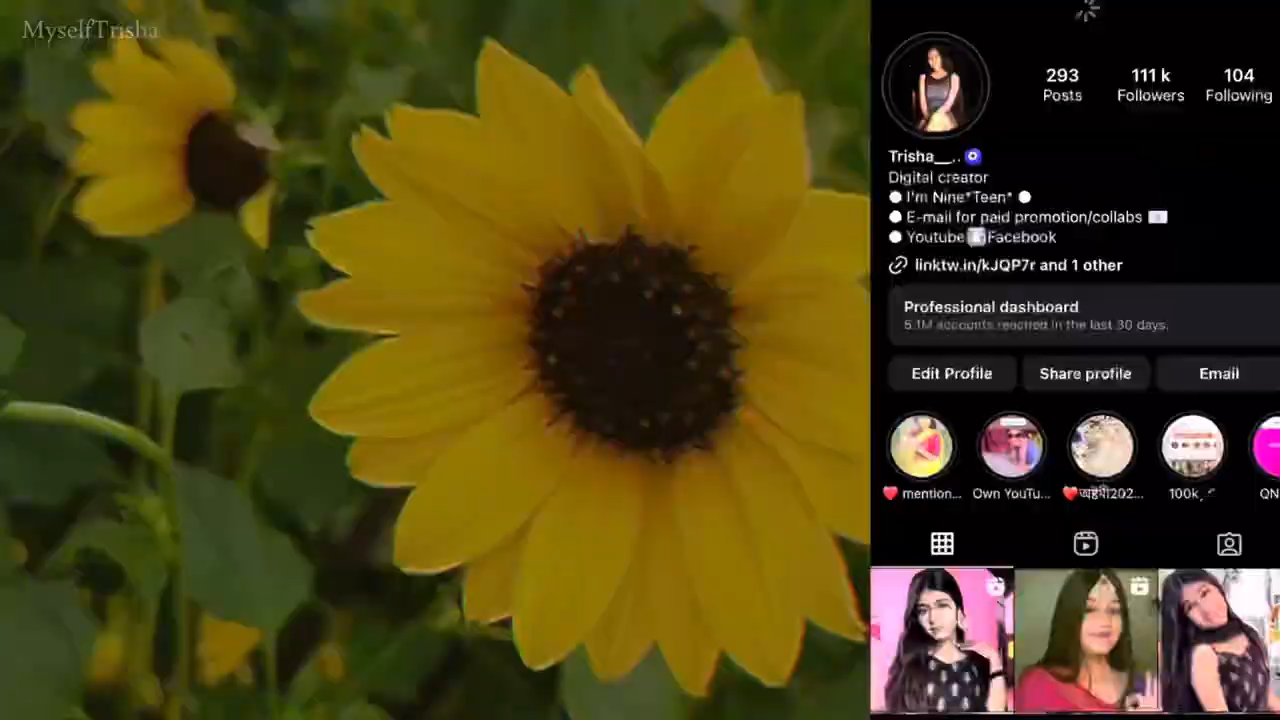 MyselfTrisha
293
Posts
111 k
Followers
104
Following
Trisha__..
Digital creator
I'm Nine*Teen*
E-mail for paid promotion/collabs
Youtube Facebook
linktw.in/kJQP7r and 1 other
Professional dashboard
5.1M accounts reached in the last 30 days.
Edit Profile
Share profile
Email
mention...
Own YouTu...
100k
QN